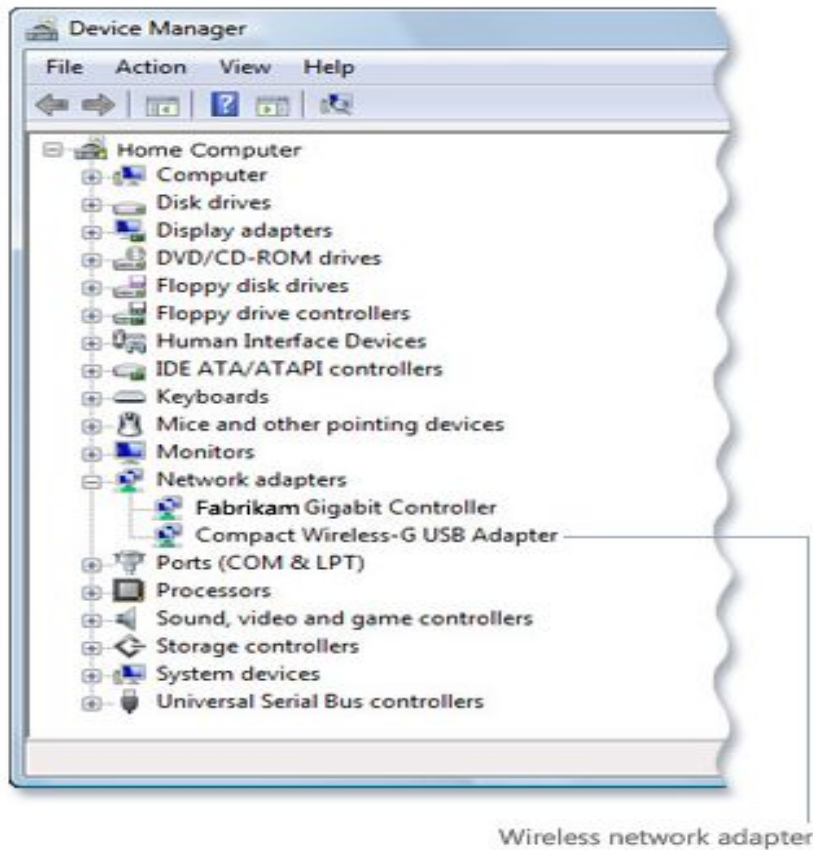 Device Manager
File Action View Help
Home Computer
Computer
Disk drives
Display adapters
DVD/CD-ROM drives
Floppy disk drives
Floppy drive controllers
Human Interface Devices
IDE ATA/ATAPI controllers
Keyboards
Mice and other pointing devices
Monitors
Network adapters
Fabrikam Gigabit Controller
Compact Wireless-G USB Adapter
Ports (COM & LPT)
Processors
Sound, video and game controllers
Storage controllers
System devices
Universal Serial Bus controllers
Wireless network adapter